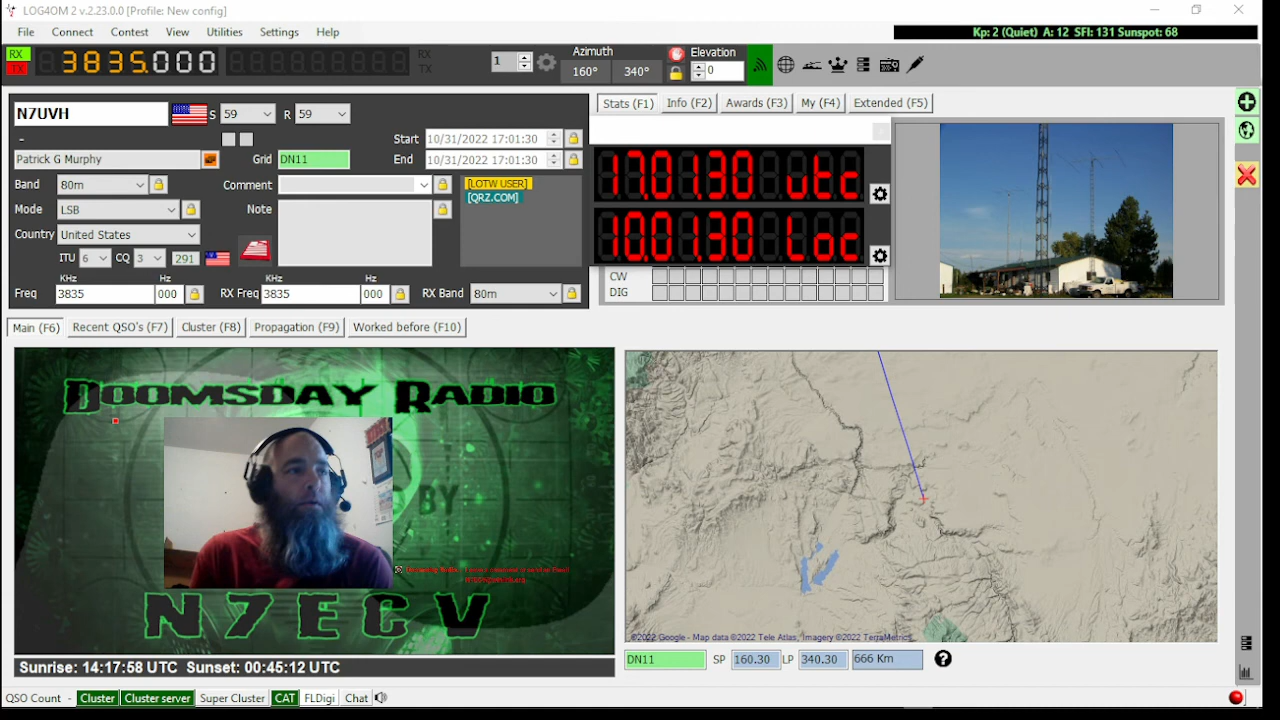 LOG4OM 2 v.2.23.0.0 [Profile: New config]
File Connect Contest View Utilities Settings Help
Kp: 2 (Quiet) A: 12 SFI: 131 Sunspot: 68
RX
TX
3835.000
RX
TX
1
Azimuth
160° 340°
Elevation
0
N7UVH
S 59 R 59
-
Start 10/31/2022 17:01:30
Patrick G Murphy
Grid DN11
End 10/31/2022 17:01:30
Band 80m
Comment
[LOTW USER]
[QRZ.COM]
Mode LSB
Note
Country United States
ITU 6 CQ 3 291
KHz Hz KHz Hz
Freq 3835 000 RX Freq 3835 000 RX Band 80m
Stats (F1) Info (F2) Awards (F3) My (F4) Extended (F5)
17.01.30 utc
10.01.30 Loc
CW
DIG
Main (F6) Recent QSO's (F7) Cluster (F8) Propagation (F9) Worked before (F10)
Doomsday Radio
BY
N7ECV
©2022 Google - Map data ©2022 Tele Atlas, Imagery ©2022 TerraMetrics
Sunrise: 14:17:58 UTC Sunset: 00:45:12 UTC
DN11 SP 160.30 LP 340.30 666 Km
QSO Count - Cluster Cluster server Super Cluster CAT FLDigi Chat